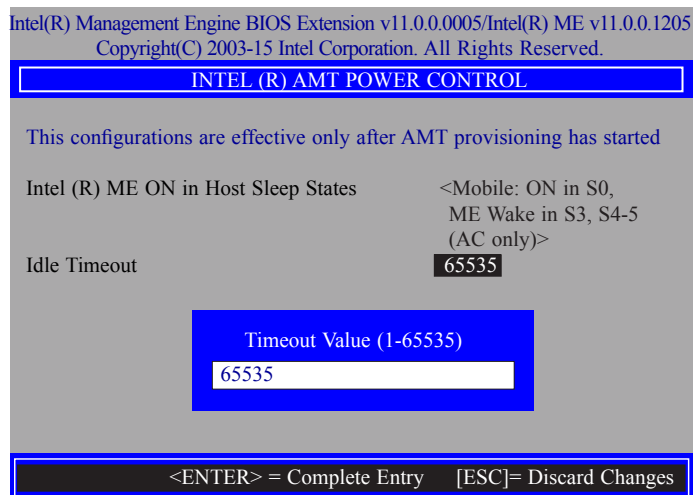 Intel(R) Management Engine BIOS Extension v11.0.0.0005/Intel(R) ME v11.0.0.1205
Copyright(C) 2003-15 Intel Corporation. All Rights Reserved.
INTEL (R) AMT POWER CONTROL
This configurations are effective only after AMT provisioning has started
Intel (R) ME ON in Host Sleep States <Mobile: ON in S0,
ME Wake in S3, S4-5
(AC only)>
Idle Timeout 65535
Timeout Value (1-65535)
65535
<ENTER> = Complete Entry [ESC]= Discard Changes